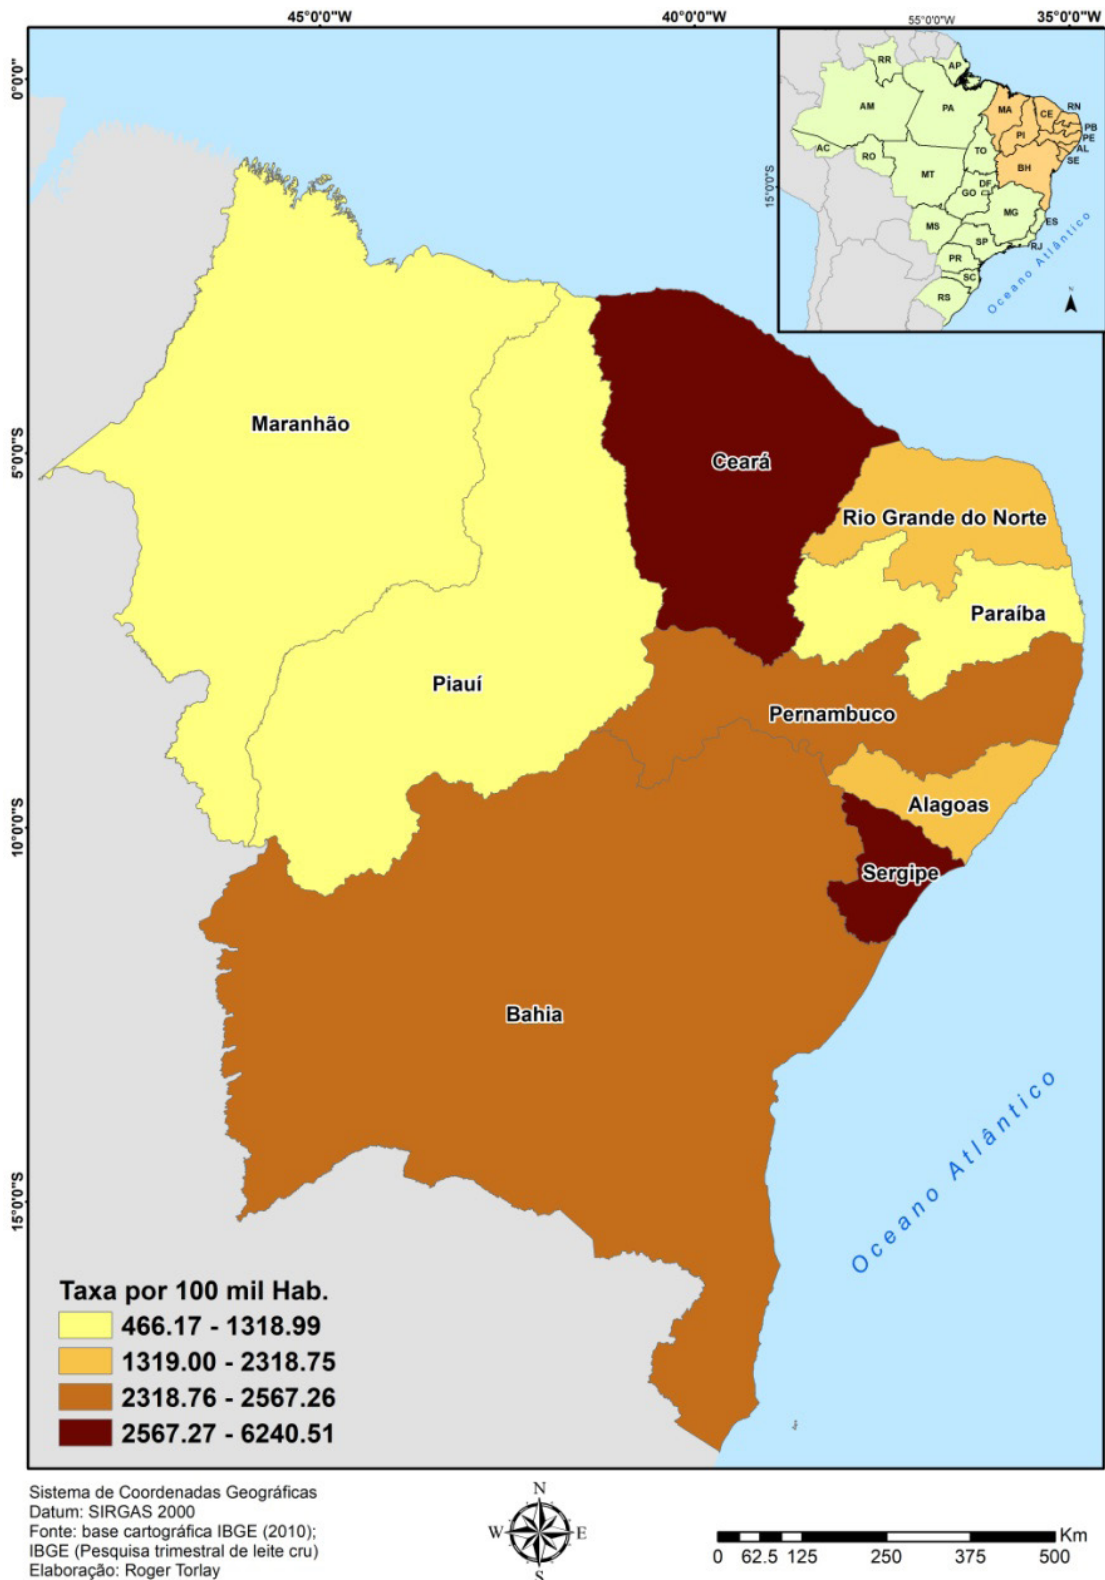 45°0'0"W
40°0'0"W
35°0'0"W
55°0'0"W
0°0'0"
5°0'0"S
10°0'0"S
15°0'0"S
15°0'0"S
RR
AP
AM
PA
MA
CE
RN
PB
PE
AL
SE
PI
AC
RO
TO
BH
MT
DF
GO
MG
ES
MS
SP
RJ
PR
SC
RS
Oceano Atlântico
N
Maranhão
Ceará
Rio Grande do Norte
Paraíba
Piauí
Pernambuco
Alagoas
Sergipe
Bahia
Oceano Atlântico
Taxa por 100 mil Hab.
466.17 - 1318.99
1319.00 - 2318.75
2318.76 - 2567.26
2567.27 - 6240.51
Sistema de Coordenadas Geográficas
Datum: SIRGAS 2000
Fonte: base cartográfica IBGE (2010);
IBGE (Pesquisa trimestral de leite cru)
Elaboração: Roger Torlay
N
W E
S
Km
0 62.5 125 250 375 500